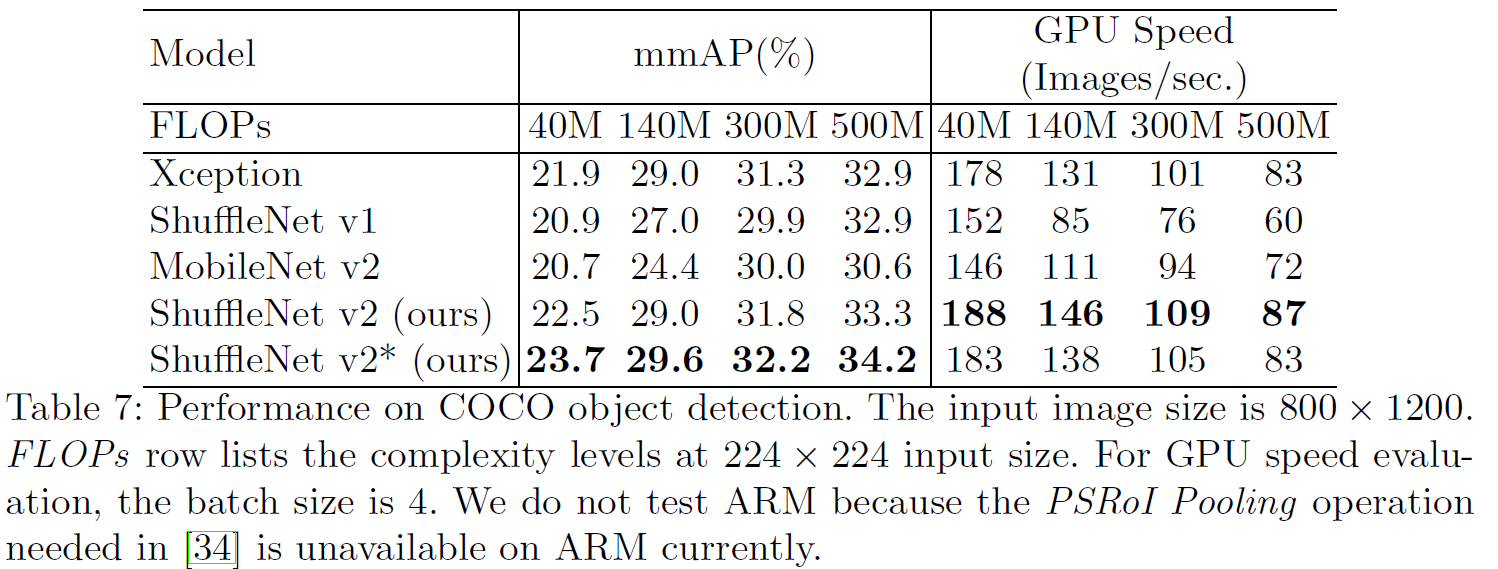 Model mmAP(%) GPU Speed
(Images/sec.)
FLOPs 40M 140M 300M 500M 40M 140M 300M 500M
Xception 21.9 29.0 31.3 32.9 178 131 101 83
ShuffleNet v1 20.9 27.0 29.9 32.9 152 85 76 60
MobileNet v2 20.7 24.4 30.0 30.6 146 111 94 72
ShuffleNet v2 (ours) 22.5 29.0 31.8 33.3 188 146 109 87
ShuffleNet v2* (ours) 23.7 29.6 32.2 34.2 183 138 105 83
Table 7: Performance on COCO object detection. The input image size is 800 × 1200.
FLOPs row lists the complexity levels at 224 × 224 input size. For GPU speed evalu-
ation, the batch size is 4. We do not test ARM because the PSRoI Pooling operation
needed in [34] is unavailable on ARM currently.